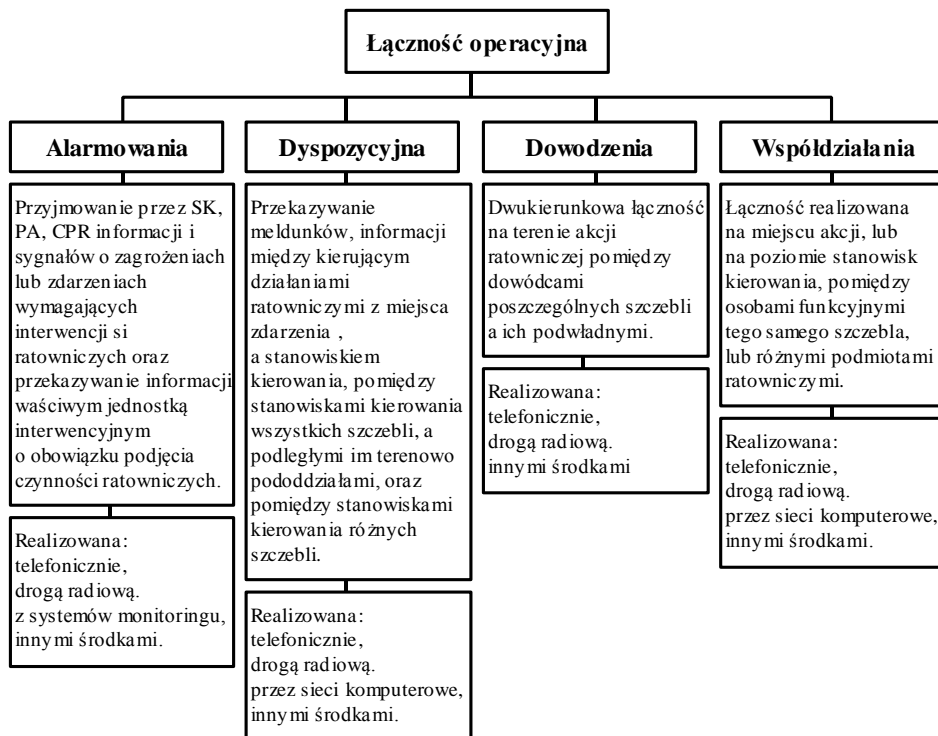 Łączność operacyjna
Alarmowania
Przyjmowanie przez SK,
PA, CPR informacji i
sygnałów o zagrożeniach
lub zdarzeniach
wymagających
interwencji si
ratowniczych oraz
przekazywanie informacji
waściwym jednostką
interwencyjnym
o obowiązku podjęcia
czynności ratowniczych.
Realizowana:
telefonicznie,
drogą radiową.
z systemów monitoringu,
innymi środkami.
Dyspozycyjna
Przekazywanie
meldunków, informacji
między kierującym
działaniami
ratowniczymi z miejsca
zdarzenia ,
a stanowiskiem
kierowania, pomiędzy
stanowiskami kierowania
wszystkich szczebli, a
podległymi im terenowo
pododdziałami, oraz
pomiędzy stanowiskami
kierowania różnych
szczebli.
Realizowana:
telefonicznie,
drogą radiową.
przez sieci komputerowe,
innymi środkami.
Dowodzenia
Dwukierunkowa łączność
na terenie akcji
ratowniczej pomiędzy
dowódcami
poszczególnych szczebli
a ich podwładnymi.
Realizowana:
telefonicznie,
drogą radiową.
innymi środkami
Współdziałania
Łączność realizowana
na miejscu akcji, lub
na poziomie stanowisk
kierowania, pomiędzy
osobami funkcyjnymi
tego samego szczebla,
lub różnymi podmiotami
ratowniczymi.
Realizowana:
telefonicznie,
drogą radiową.
przez sieci komputerowe,
innymi środkami.